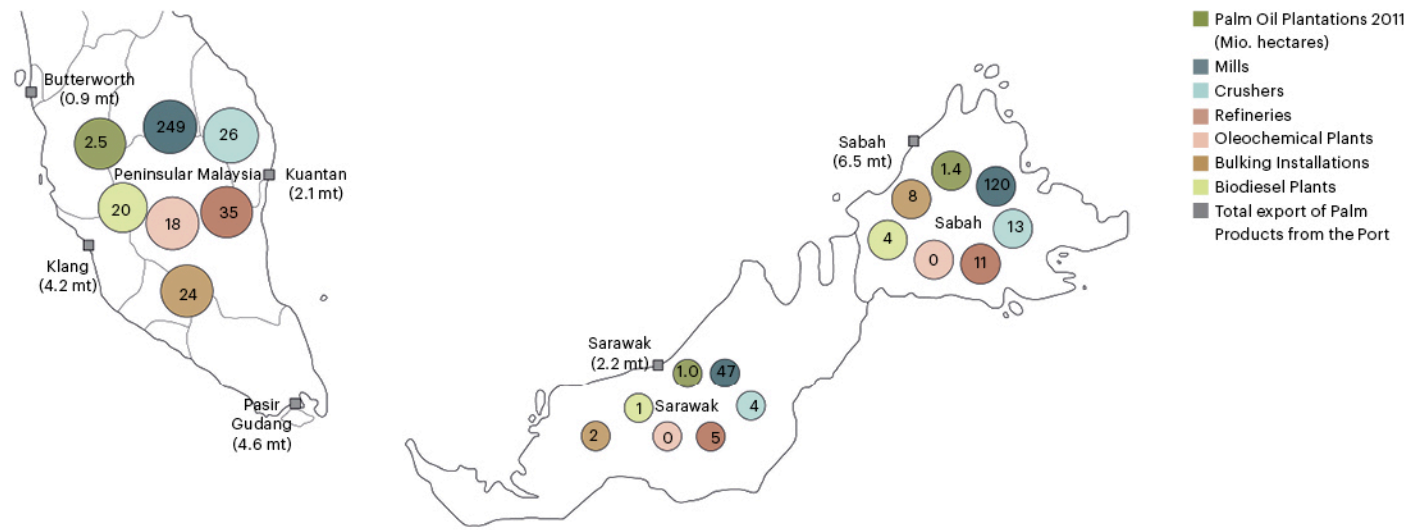 Butterworth
(0.9 mt)
2.5
249
26
Peninsular Malaysia
Kuantan
(2.1 mt)
20
18
35
Klang
(4.2 mt)
24
Pasir
Gudang
(4.6 mt)
Sarawak
(2.2 mt)
1.0
47
1
Sarawak
4
2
0
5
Sabah
(6.5 mt)
1.4
120
8
Sabah
13
4
0
11
Palm Oil Plantations 2011
(Mio. hectares)
Mills
Crushers
Refineries
Oleochemical Plants
Bulking Installations
Biodiesel Plants
Total export of Palm
Products from the Port